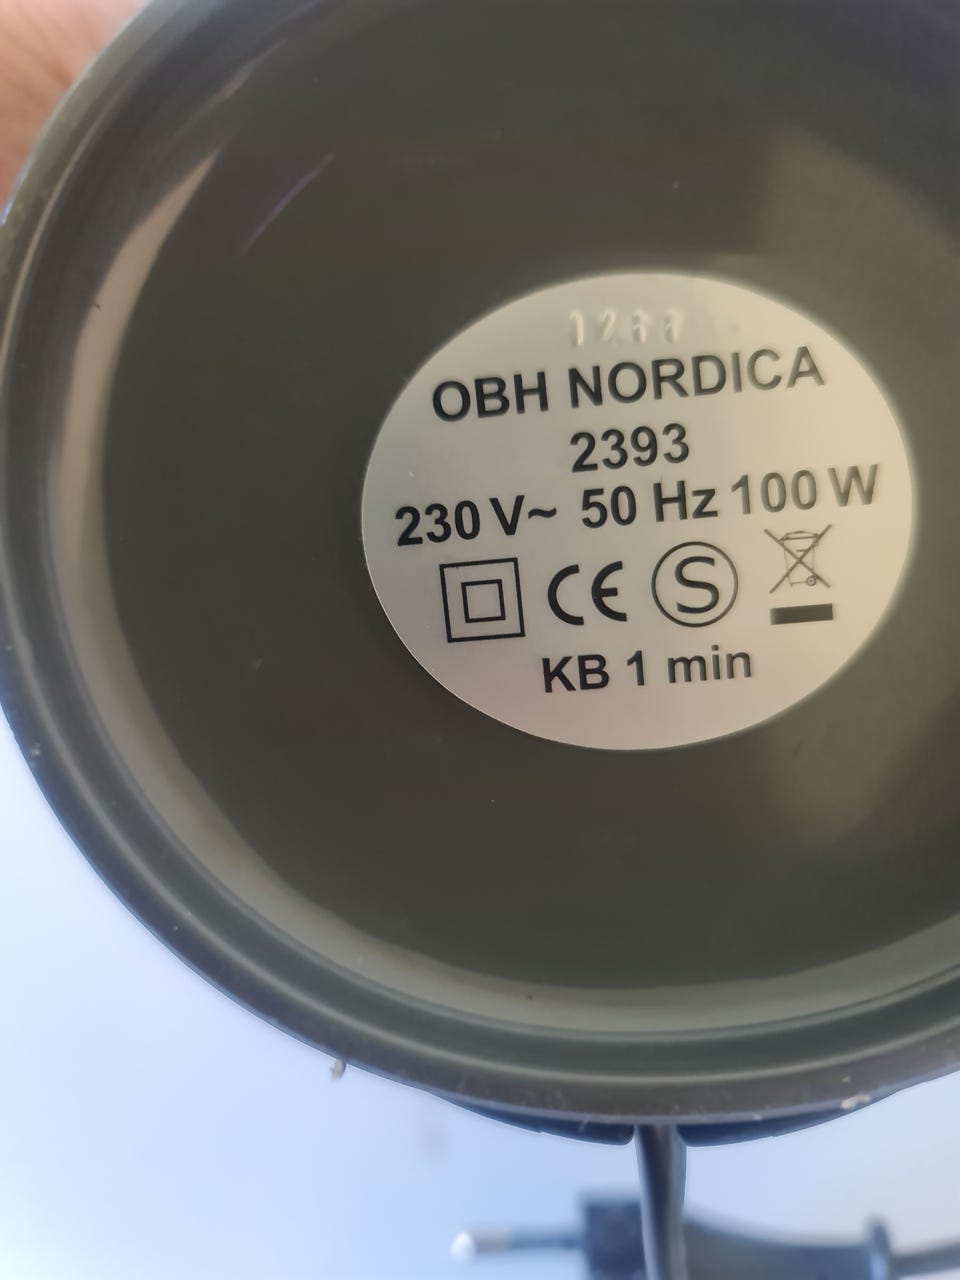 OBH NORDICA
2393
230 V~ 50 Hz 100 W
CE S
KB 1 min